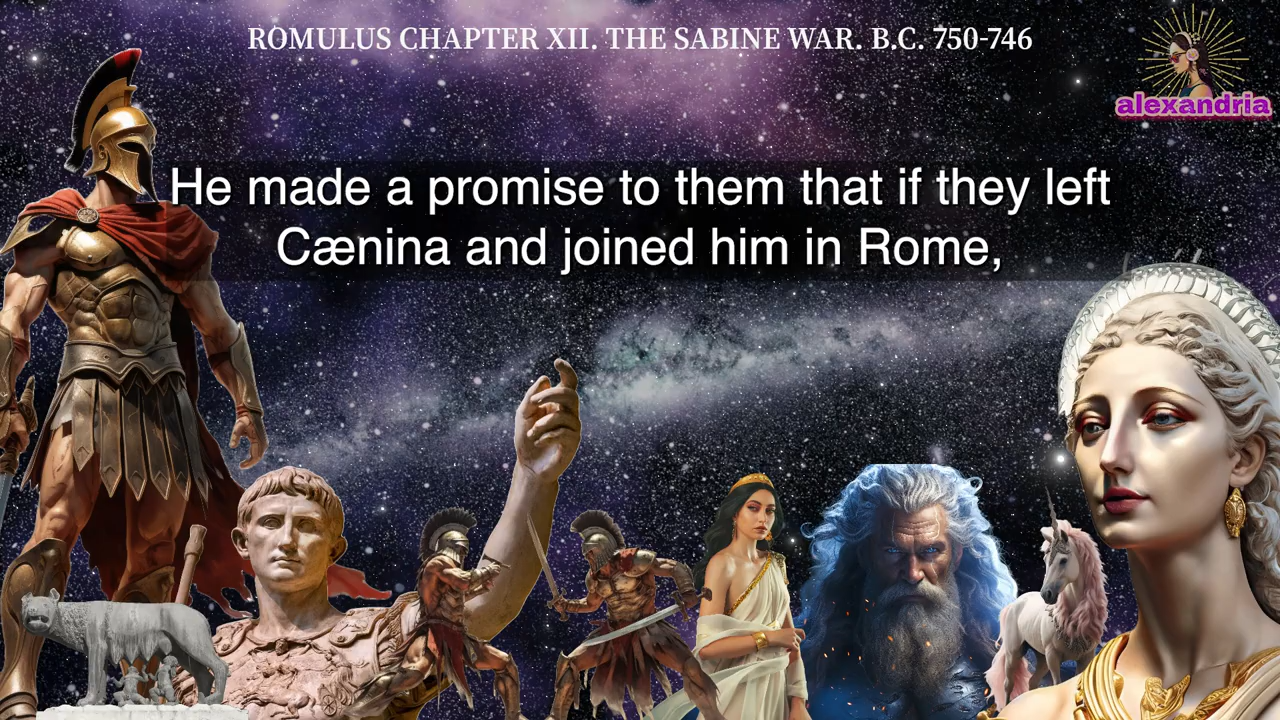 ROMULUS CHAPTER XII. THE SABINE WAR. B.C. 750-746
alexandria
He made a promise to them that if they left
Cænina and joined him in Rome,